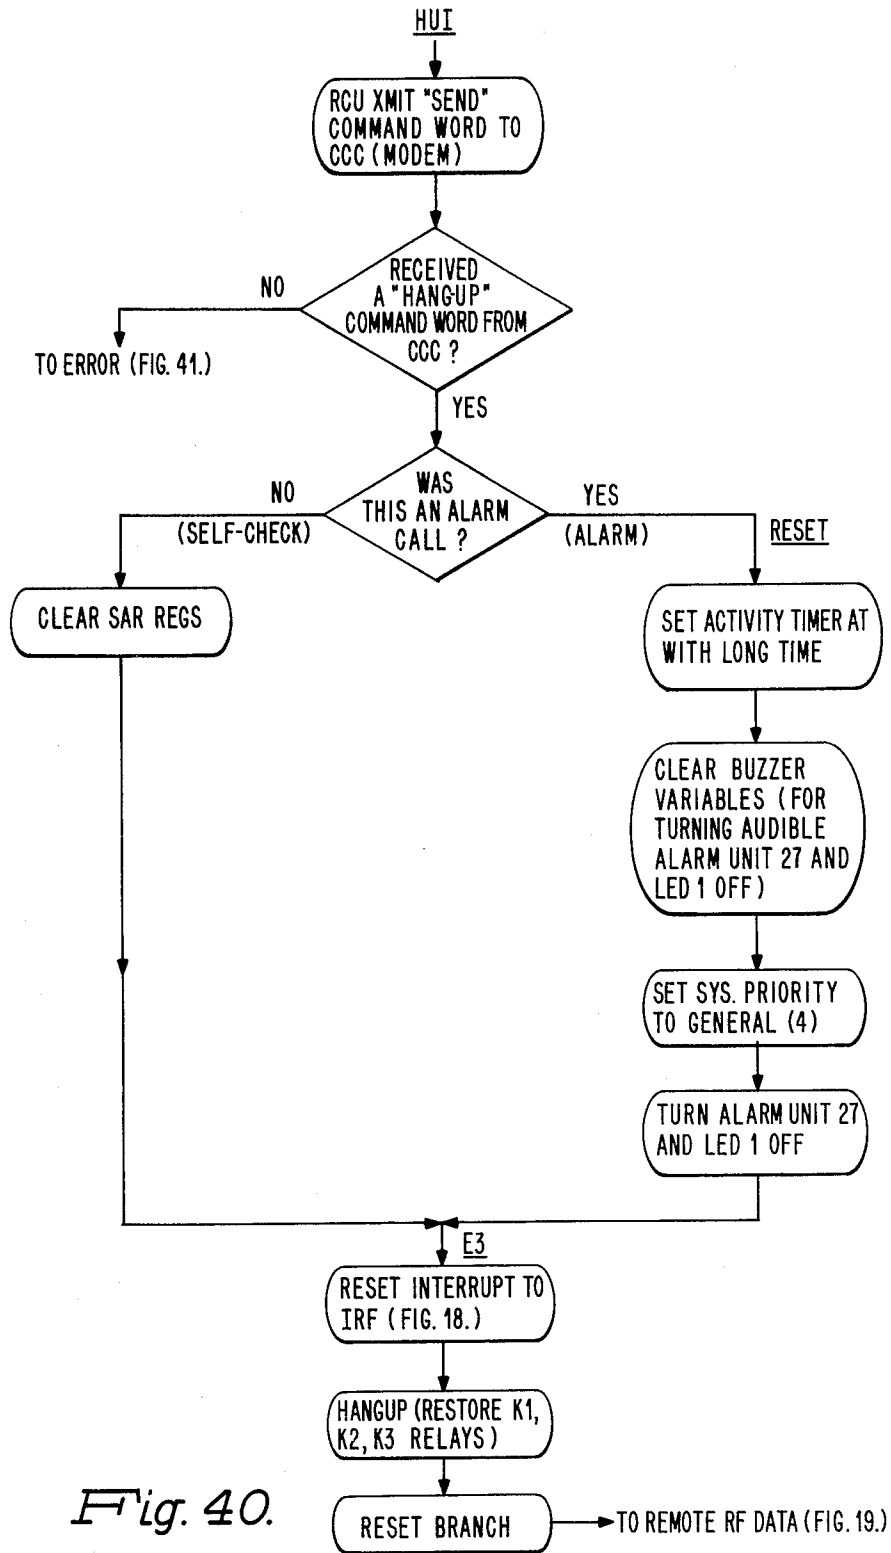 HUI
RCU XMIT "SEND"
COMMAND WORD TO
CCC (MODEM)
RECEIVED
A "HANG-UP"
COMMAND WORD FROM
CCC ?
NO
TO ERROR (FIG. 41.)
YES
WAS
THIS AN ALARM
CALL ?
NO
(SELF-CHECK)
YES
(ALARM)
RESET
CLEAR SAR REGS
SET ACTIVITY TIMER AT
WITH LONG TIME
CLEAR BUZZER
VARIABLES (FOR
TURNING AUDIBLE
ALARM UNIT 27 AND
LED 1 OFF)
SET SYS. PRIORITY
TO GENERAL (4)
TURN ALARM UNIT 27
AND LED 1 OFF
E3
RESET INTERRUPT TO
IRF (FIG. 18.)
HANGUP (RESTORE K1,
K2, K3 RELAYS)
RESET BRANCH
TO REMOTE RF DATA (FIG. 19.)
Fig. 40.